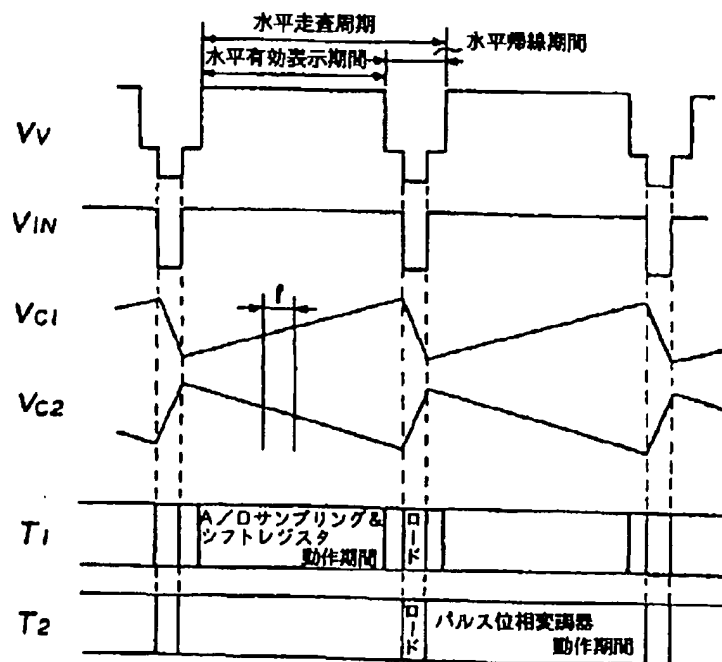 水平走査周期
水平帰線期間
水平有効表示期間
VV
VIN
VC1
VC2
T1
A/Dサンプリング&
シフトレジスタ
動作期間
ロード
T2
ロード
パルス位相変調器
動作期間